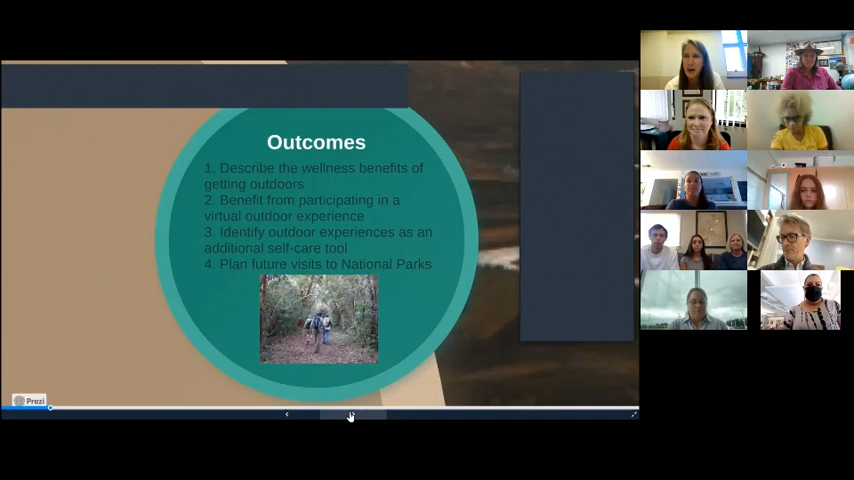 Outcomes
1. Describe the wellness benefits of
getting outdoors
2. Benefit from participating in a
virtual outdoor experience
3. Identify outdoor experiences as an
additional self-care tool
4. Plan future visits to National Parks
Prezi